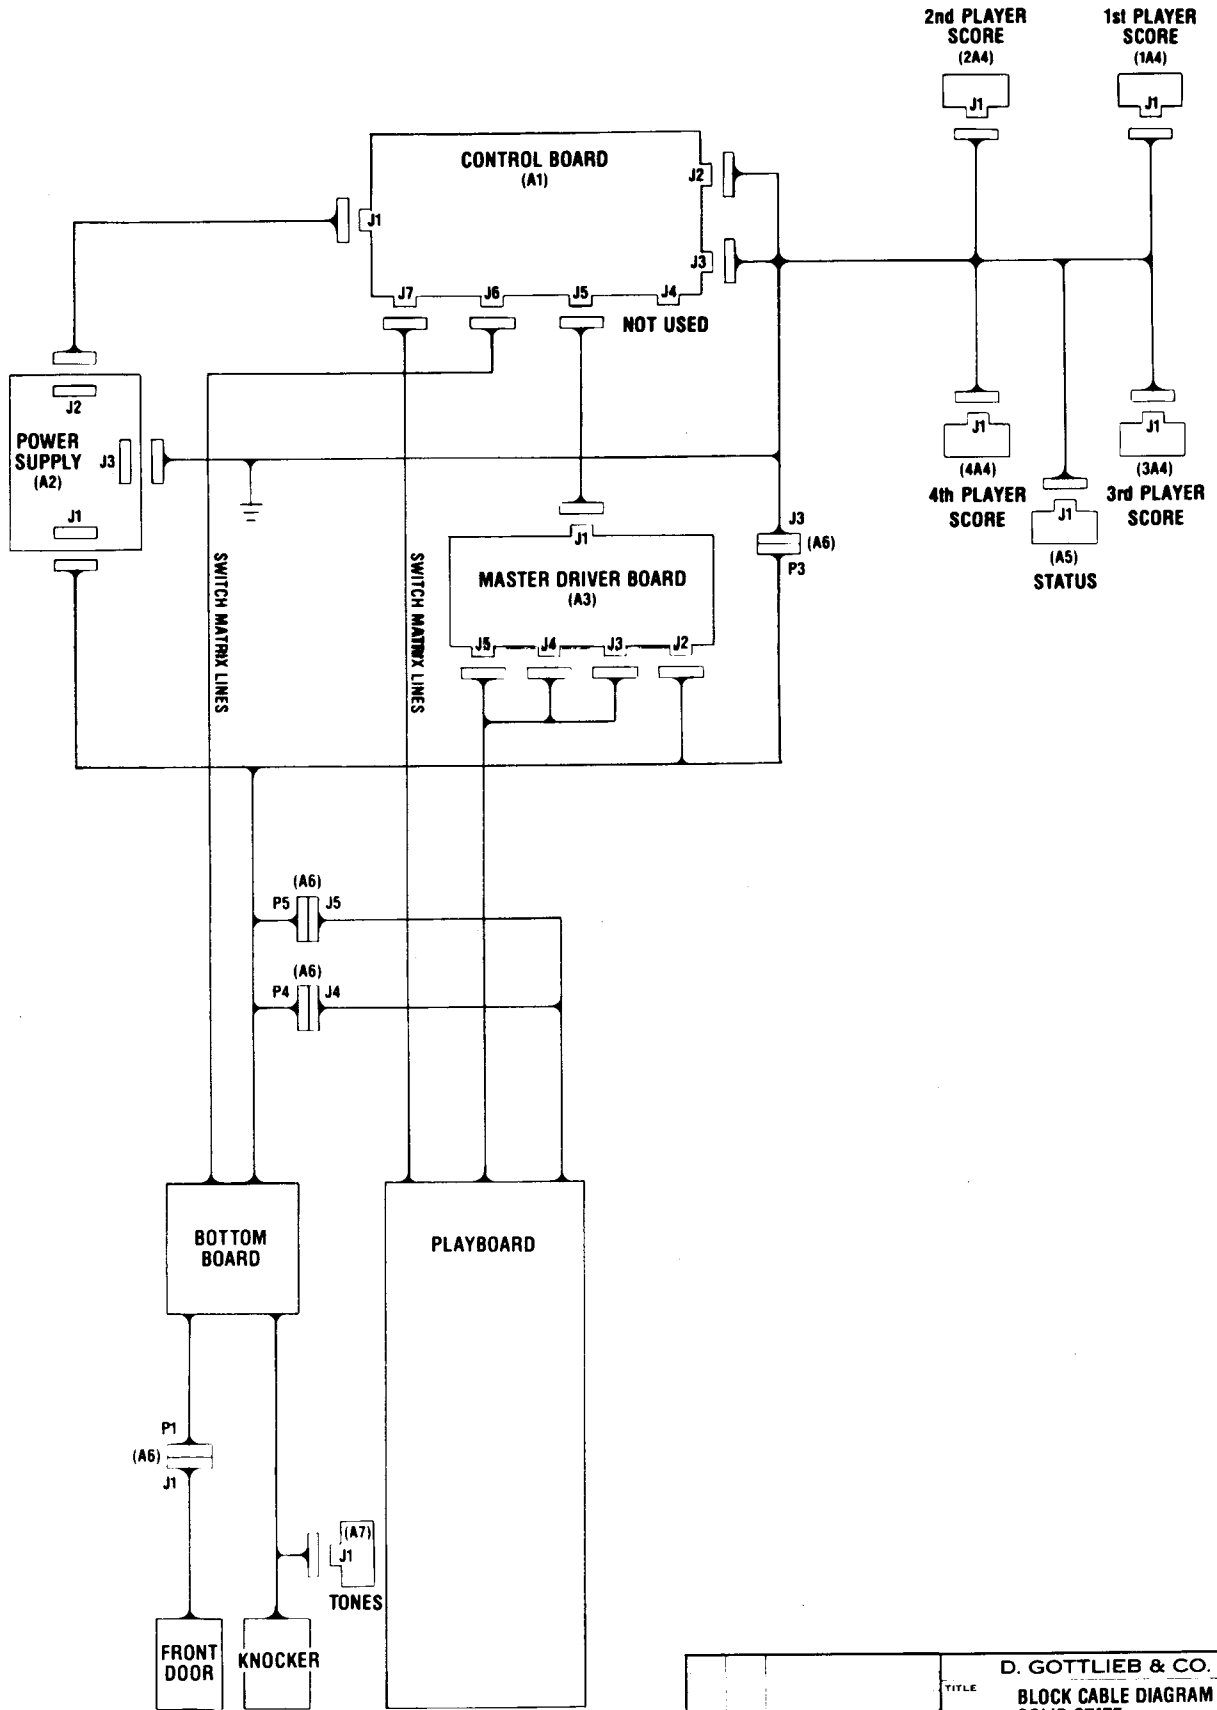 2nd PLAYER
SCORE
(2A4)
J1
1st PLAYER
SCORE
(1A4)
J1
CONTROL BOARD
(A1)
J1
J2
J3
J7
J6
J5
J4
NOT USED
J2
POWER
SUPPLY
(A2)
J3
J1
J1
(4A4)
4th PLAYER
SCORE
J1
(3A4)
3rd PLAYER
SCORE
J1
(A5)
STATUS
J3
(A6)
P3
J1
MASTER DRIVER BOARD
(A3)
J5
J4
J3
J2
SWITCH MATRIX LINES
SWITCH MATRIX LINES
(A6)
P5
J5
(A6)
P4
J4
BOTTOM
BOARD
PLAYBOARD
P1
(A6)
J1
(A7)
J1
TONES
FRONT
DOOR
KNOCKER
D. GOTTLIEB & CO.
TITLE
BLOCK CABLE DIAGRAM